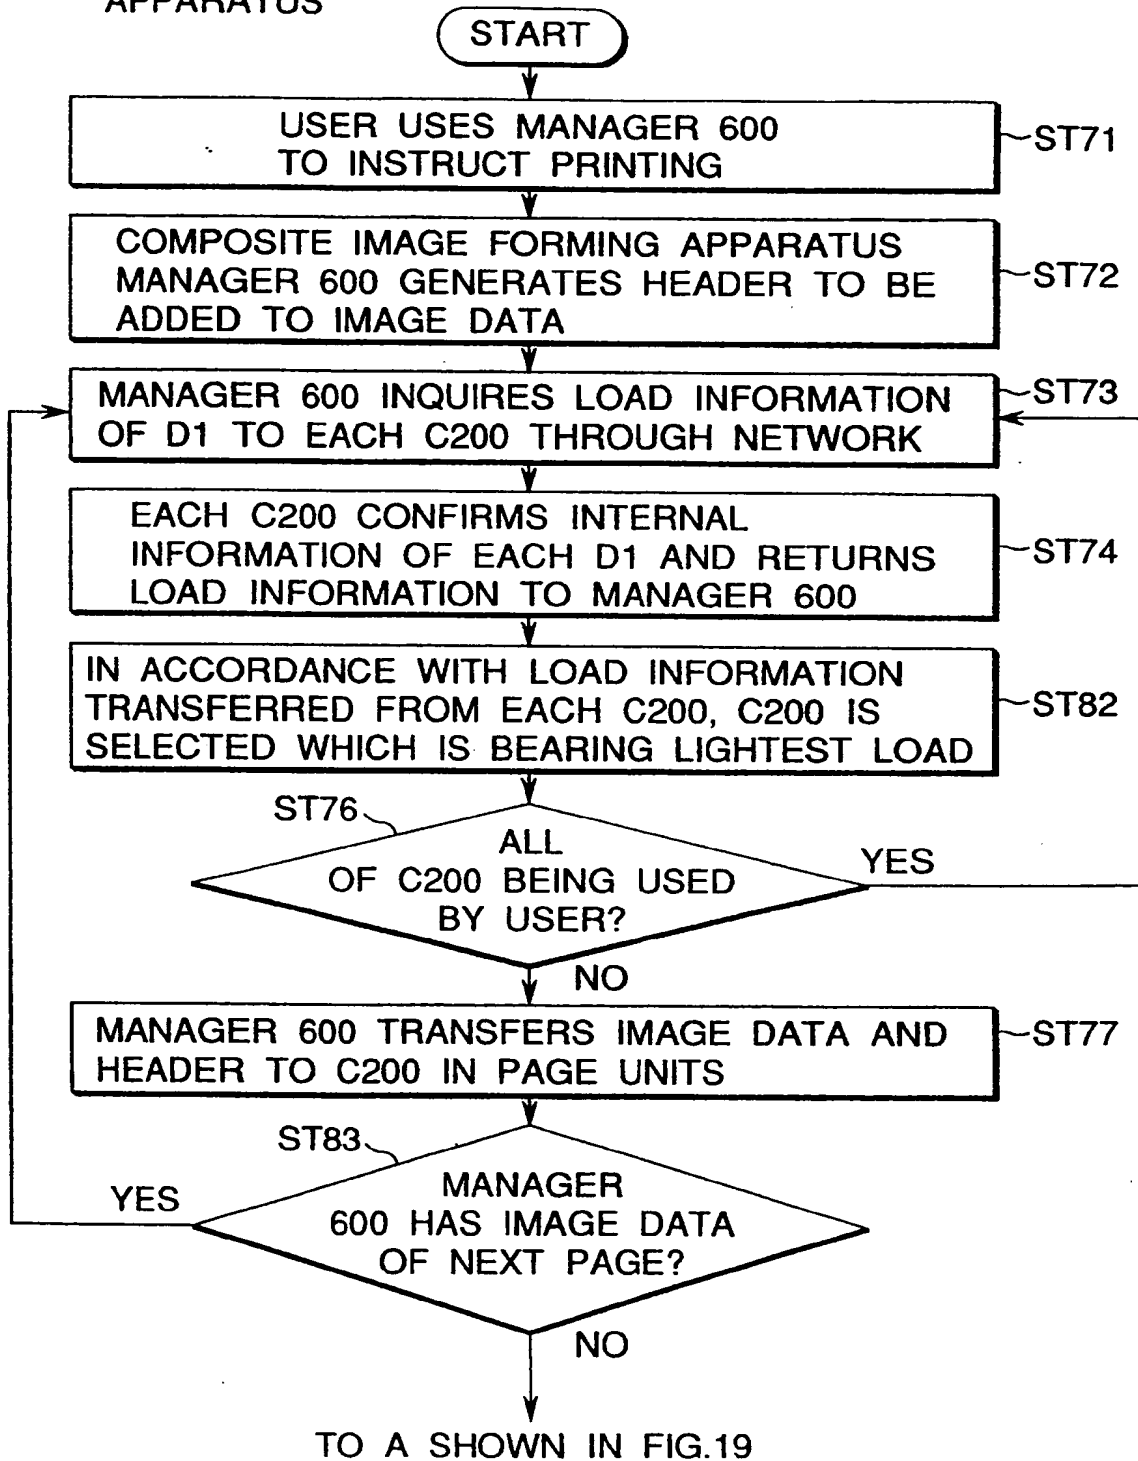 APPARATUS
START
USER USES MANAGER 600
TO INSTRUCT PRINTING
ST71
COMPOSITE IMAGE FORMING APPARATUS
MANAGER 600 GENERATES HEADER TO BE
ADDED TO IMAGE DATA
ST72
MANAGER 600 INQUIRES LOAD INFORMATION
OF D1 TO EACH C200 THROUGH NETWORK
ST73
EACH C200 CONFIRMS INTERNAL
INFORMATION OF EACH D1 AND RETURNS
LOAD INFORMATION TO MANAGER 600
ST74
IN ACCORDANCE WITH LOAD INFORMATION
TRANSFERRED FROM EACH C200, C200 IS
SELECTED WHICH IS BEARING LIGHTEST LOAD
ST82
ST76
ALL
OF C200 BEING USED
BY USER?
YES
NO
MANAGER 600 TRANSFERS IMAGE DATA AND
HEADER TO C200 IN PAGE UNITS
ST77
ST83
MANAGER
600 HAS IMAGE DATA
OF NEXT PAGE?
YES
NO
TO A SHOWN IN FIG.19